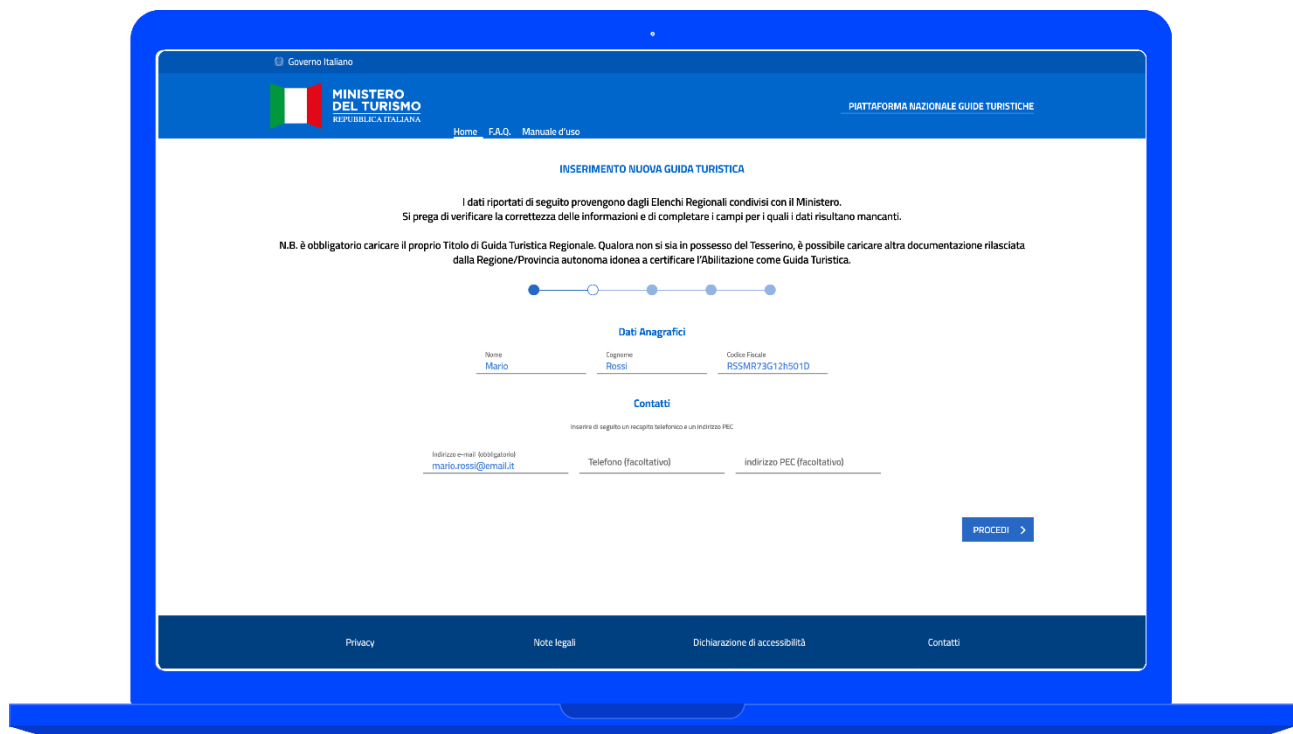 Governo Italiano
MINISTERO
DEL TURISMO
REPUBBLICA ITALIANA
PIATTAFORMA NAZIONALE GUIDE TURISTICHE
Home F.A.Q. Manuale d'uso
INSERIMENTO NUOVA GUIDA TURISTICA
I dati riportati di seguito provengono dagli Elenchi Regionali condivisi con il Ministero.
Si prega di verificare la correttezza delle informazioni e di completare i campi per i quali i dati risultano mancanti.
N.B. è obbligatorio caricare il proprio Titolo di Guida Turistica Regionale. Qualora non si sia in possesso del Tesserino, è possibile caricare altra documentazione rilasciata
dalla Regione/Provincia autonoma idonea a certificare l'Abilitazione come Guida Turistica.
Dati Anagrafici
Nome Cognome Codice Fiscale
Mario Rossi RSSMR73G12h501D
Contatti
Inserire di seguito un recapito telefonico e un indirizzo PEC
Indirizzo e-mail (obbligatorio)
mario.rossi@email.it Telefono (facoltativo) indirizzo PEC (facoltativo)
PROCEDI
Privacy Note legali Dichiarazione di accessibilità Contatti